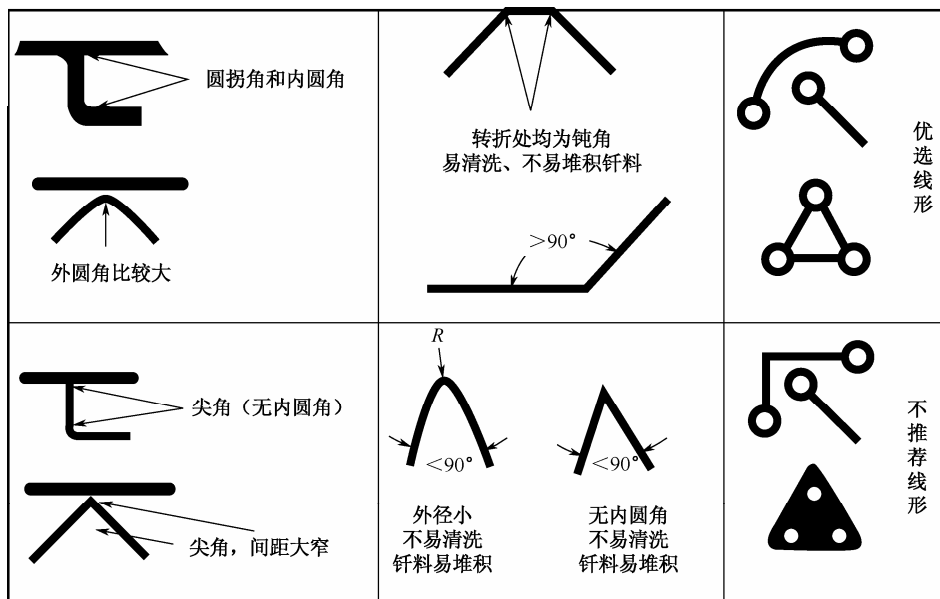 圆拐角和内圆角
外圆角比较大
转折处均为钝角
易清洗、不易堆积钎料
>90°
优选线形
尖角（无内圆角）
尖角，间距大窄
R
<90°
外径小
不易清洗
钎料易堆积
<90°
无内圆角
不易清洗
钎料易堆积
不推荐线形